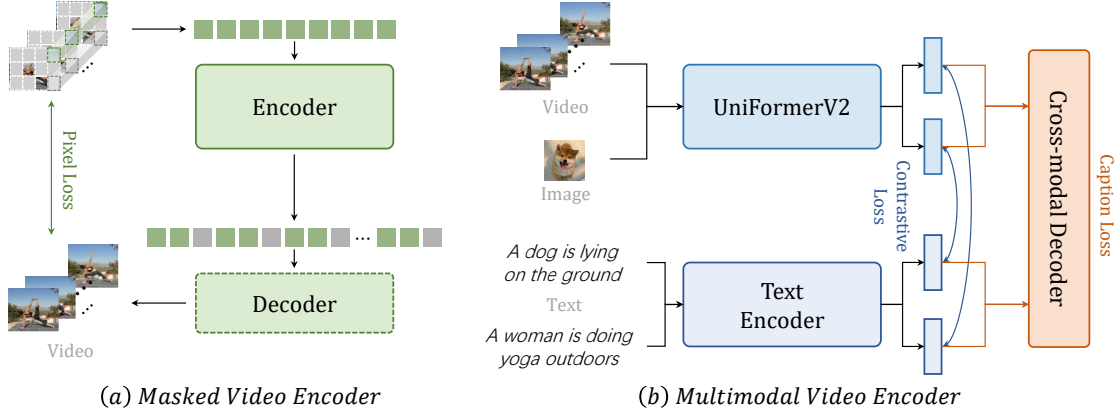 Encoder
Pixel Loss
...
Decoder
Video
(a) Masked Video Encoder
Video
Image
UniFormerV2
Contrastive
Loss
A dog is lying
on the ground
Text
A woman is doing
yoga outdoors
Text
Encoder
Cross-modal Decoder
Caption Loss
(b) Multimodal Video Encoder